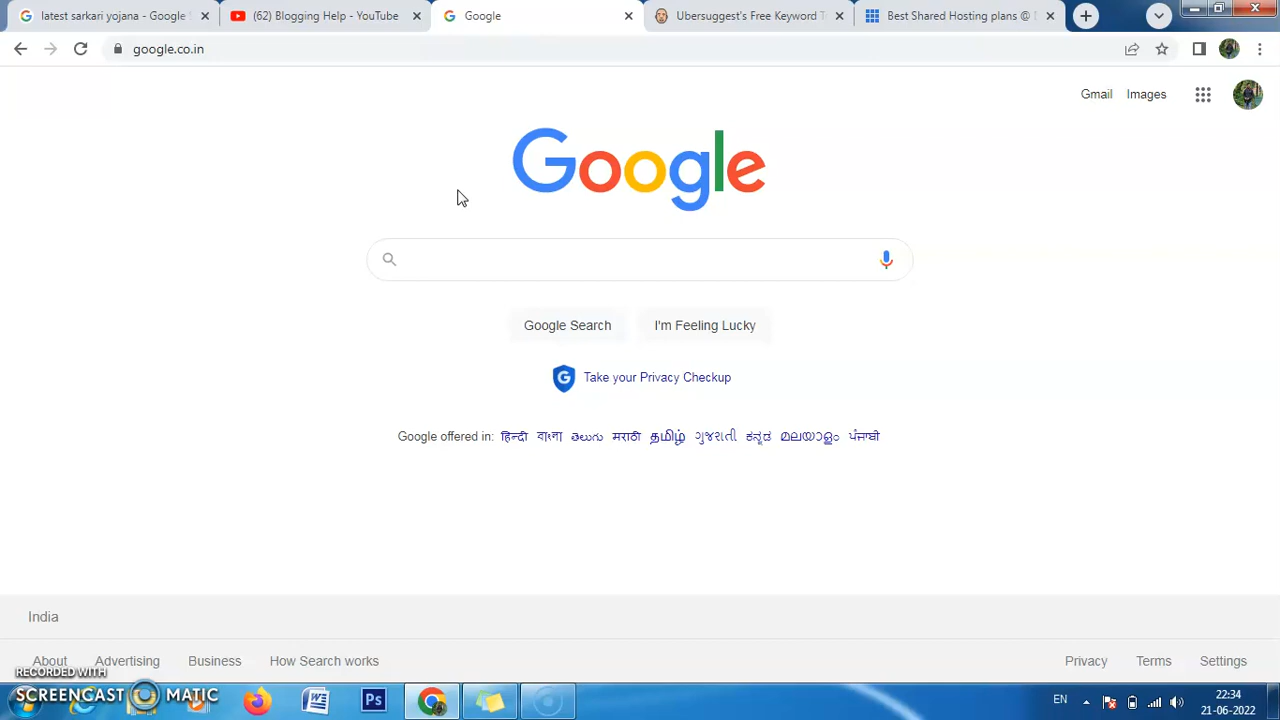 latest sarkari yojana - Google
(62) Blogging Help - YouTube
Google
Ubersuggest's Free Keyword T
Best Shared Hosting plans @
google.co.in
Gmail
Images
Google
Google Search
I'm Feeling Lucky
Take your Privacy Checkup
Google offered in: हिन्दी বাংলা తెలుగు मराठी தமிழ் ગુજરાતી ಕನ್ನಡ മലയാളം ਪੰਜਾਬੀ
India
About
Advertising
Business
How Search works
Privacy
Terms
Settings
RECORDED WITH
SCREENCAST MATIC
W
Ps
EN
22:34
21-06-2022